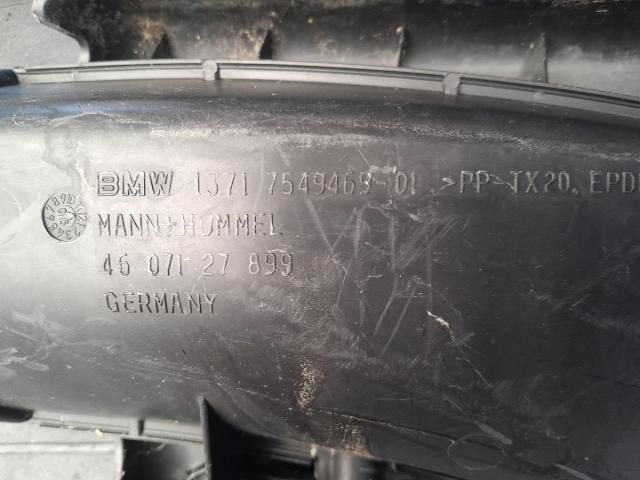 BMW 1371 7549469-01 >PP-TX20, EPD
MANN+HUMMEL
46 071 27 899
GERMANY